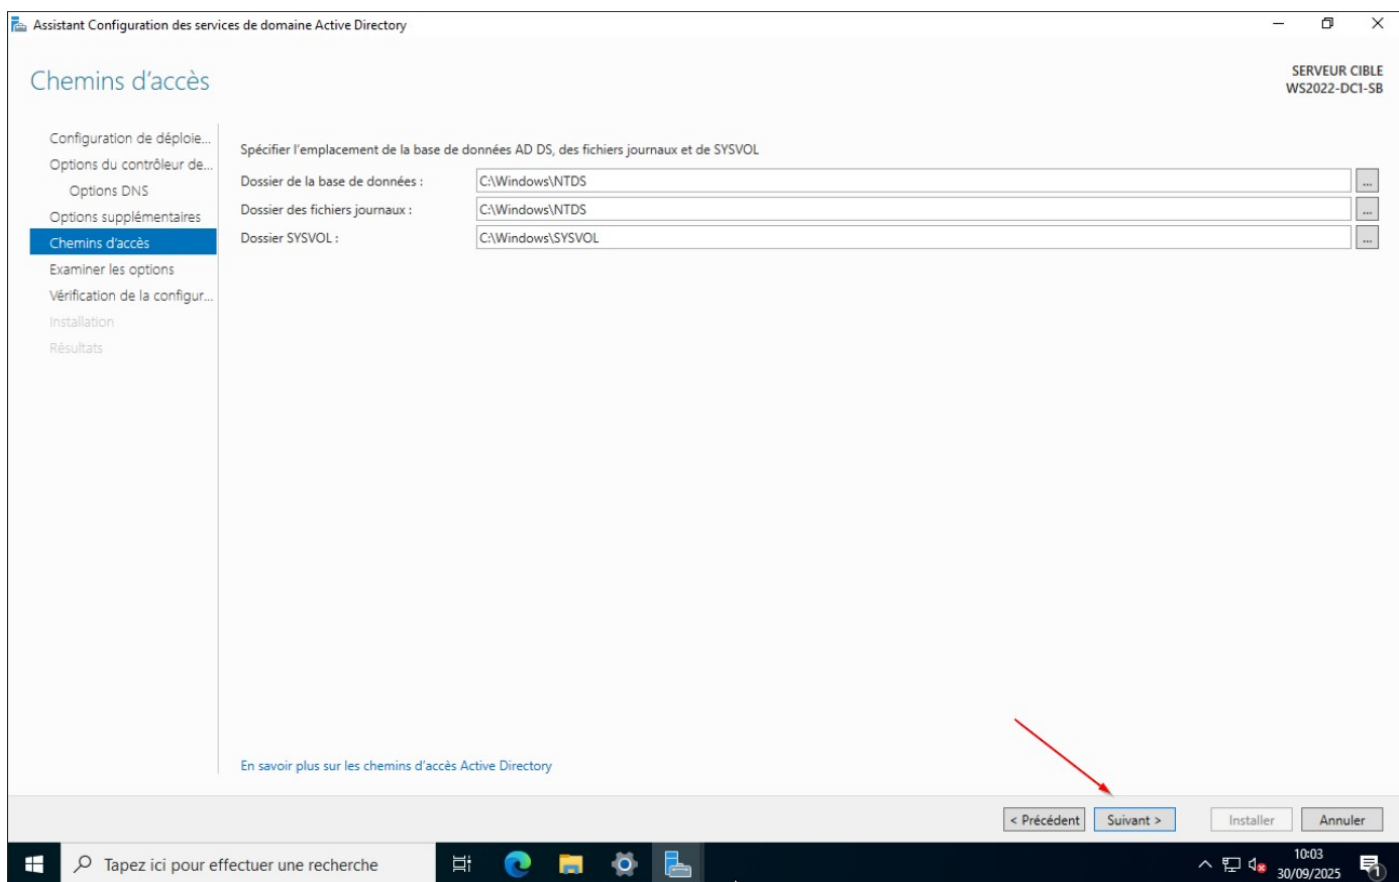 Assistant Configuration des services de domaine Active Directory
Chemins d'accès
SERVEUR CIBLE
WS2022-DC1-SB
Configuration de déploie...
Options du contrôleur de...
Options DNS
Options supplémentaires
Chemins d'accès
Examiner les options
Vérification de la configur...
Installation
Résultats
Spécifier l'emplacement de la base de données AD DS, des fichiers journaux et de SYSVOL
Dossier de la base de données : C:\Windows\NTDS ...
Dossier des fichiers journaux : C:\Windows\NTDS ...
Dossier SYSVOL : C:\Windows\SYSVOL ...
En savoir plus sur les chemins d'accès Active Directory
< Précédent Suivant > Installer Annuler
Tapez ici pour effectuer une recherche
10:03
30/09/2025
1